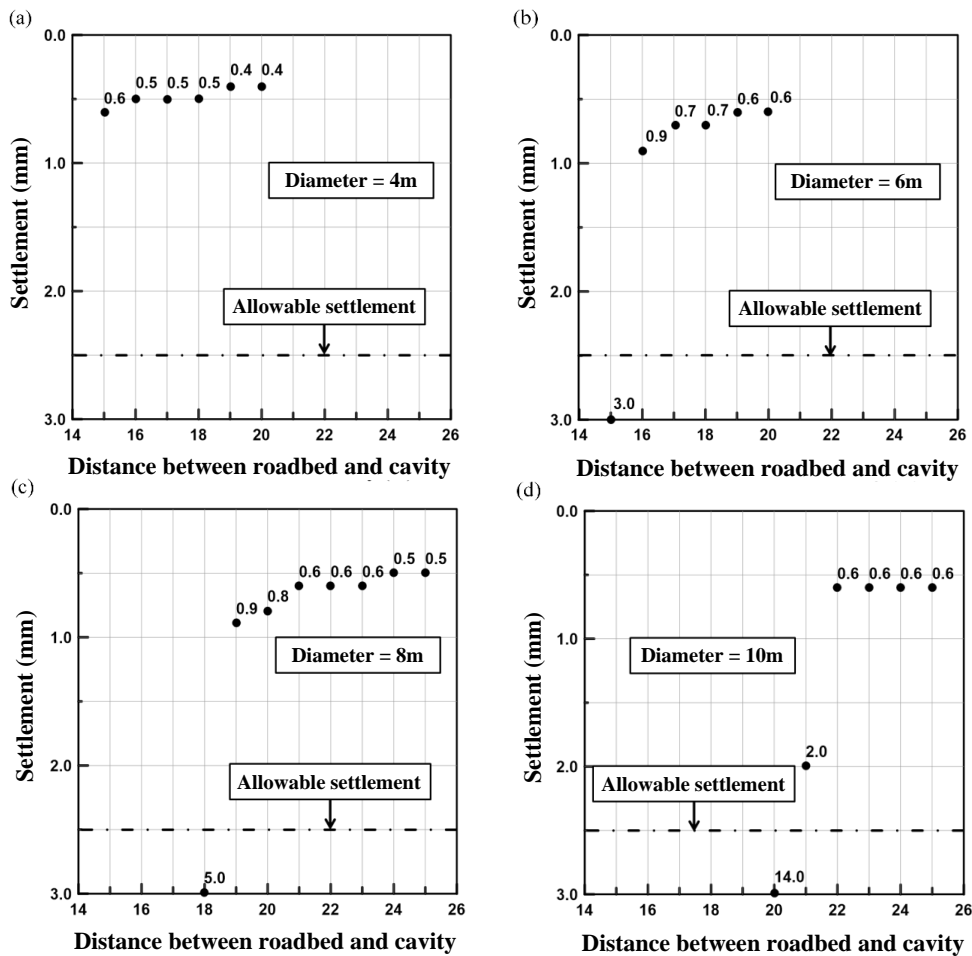 (a)
0.0
1.0
2.0
3.0
Settlement (mm)
0.6
0.5
0.5
0.5
0.4
0.4
Diameter = 4m
Allowable settlement
14 16 18 20 22 24 26
Distance between roadbed and cavity
(b)
0.0
1.0
2.0
3.0
Settlement (mm)
3.0
0.9
0.7
0.7
0.6
0.6
Diameter = 6m
Allowable settlement
14 16 18 20 22 24 26
Distance between roadbed and cavity
(c)
0.0
1.0
2.0
3.0
Settlement (mm)
5.0
0.9
0.8
0.6
0.6
0.6
0.5
0.5
Diameter = 8m
Allowable settlement
14 16 18 20 22 24 26
Distance between roadbed and cavity
(d)
0.0
1.0
2.0
3.0
Settlement (mm)
14.0
2.0
0.6
0.6
0.6
0.6
Diameter = 10m
Allowable settlement
14 16 18 20 22 24 26
Distance between roadbed and cavity